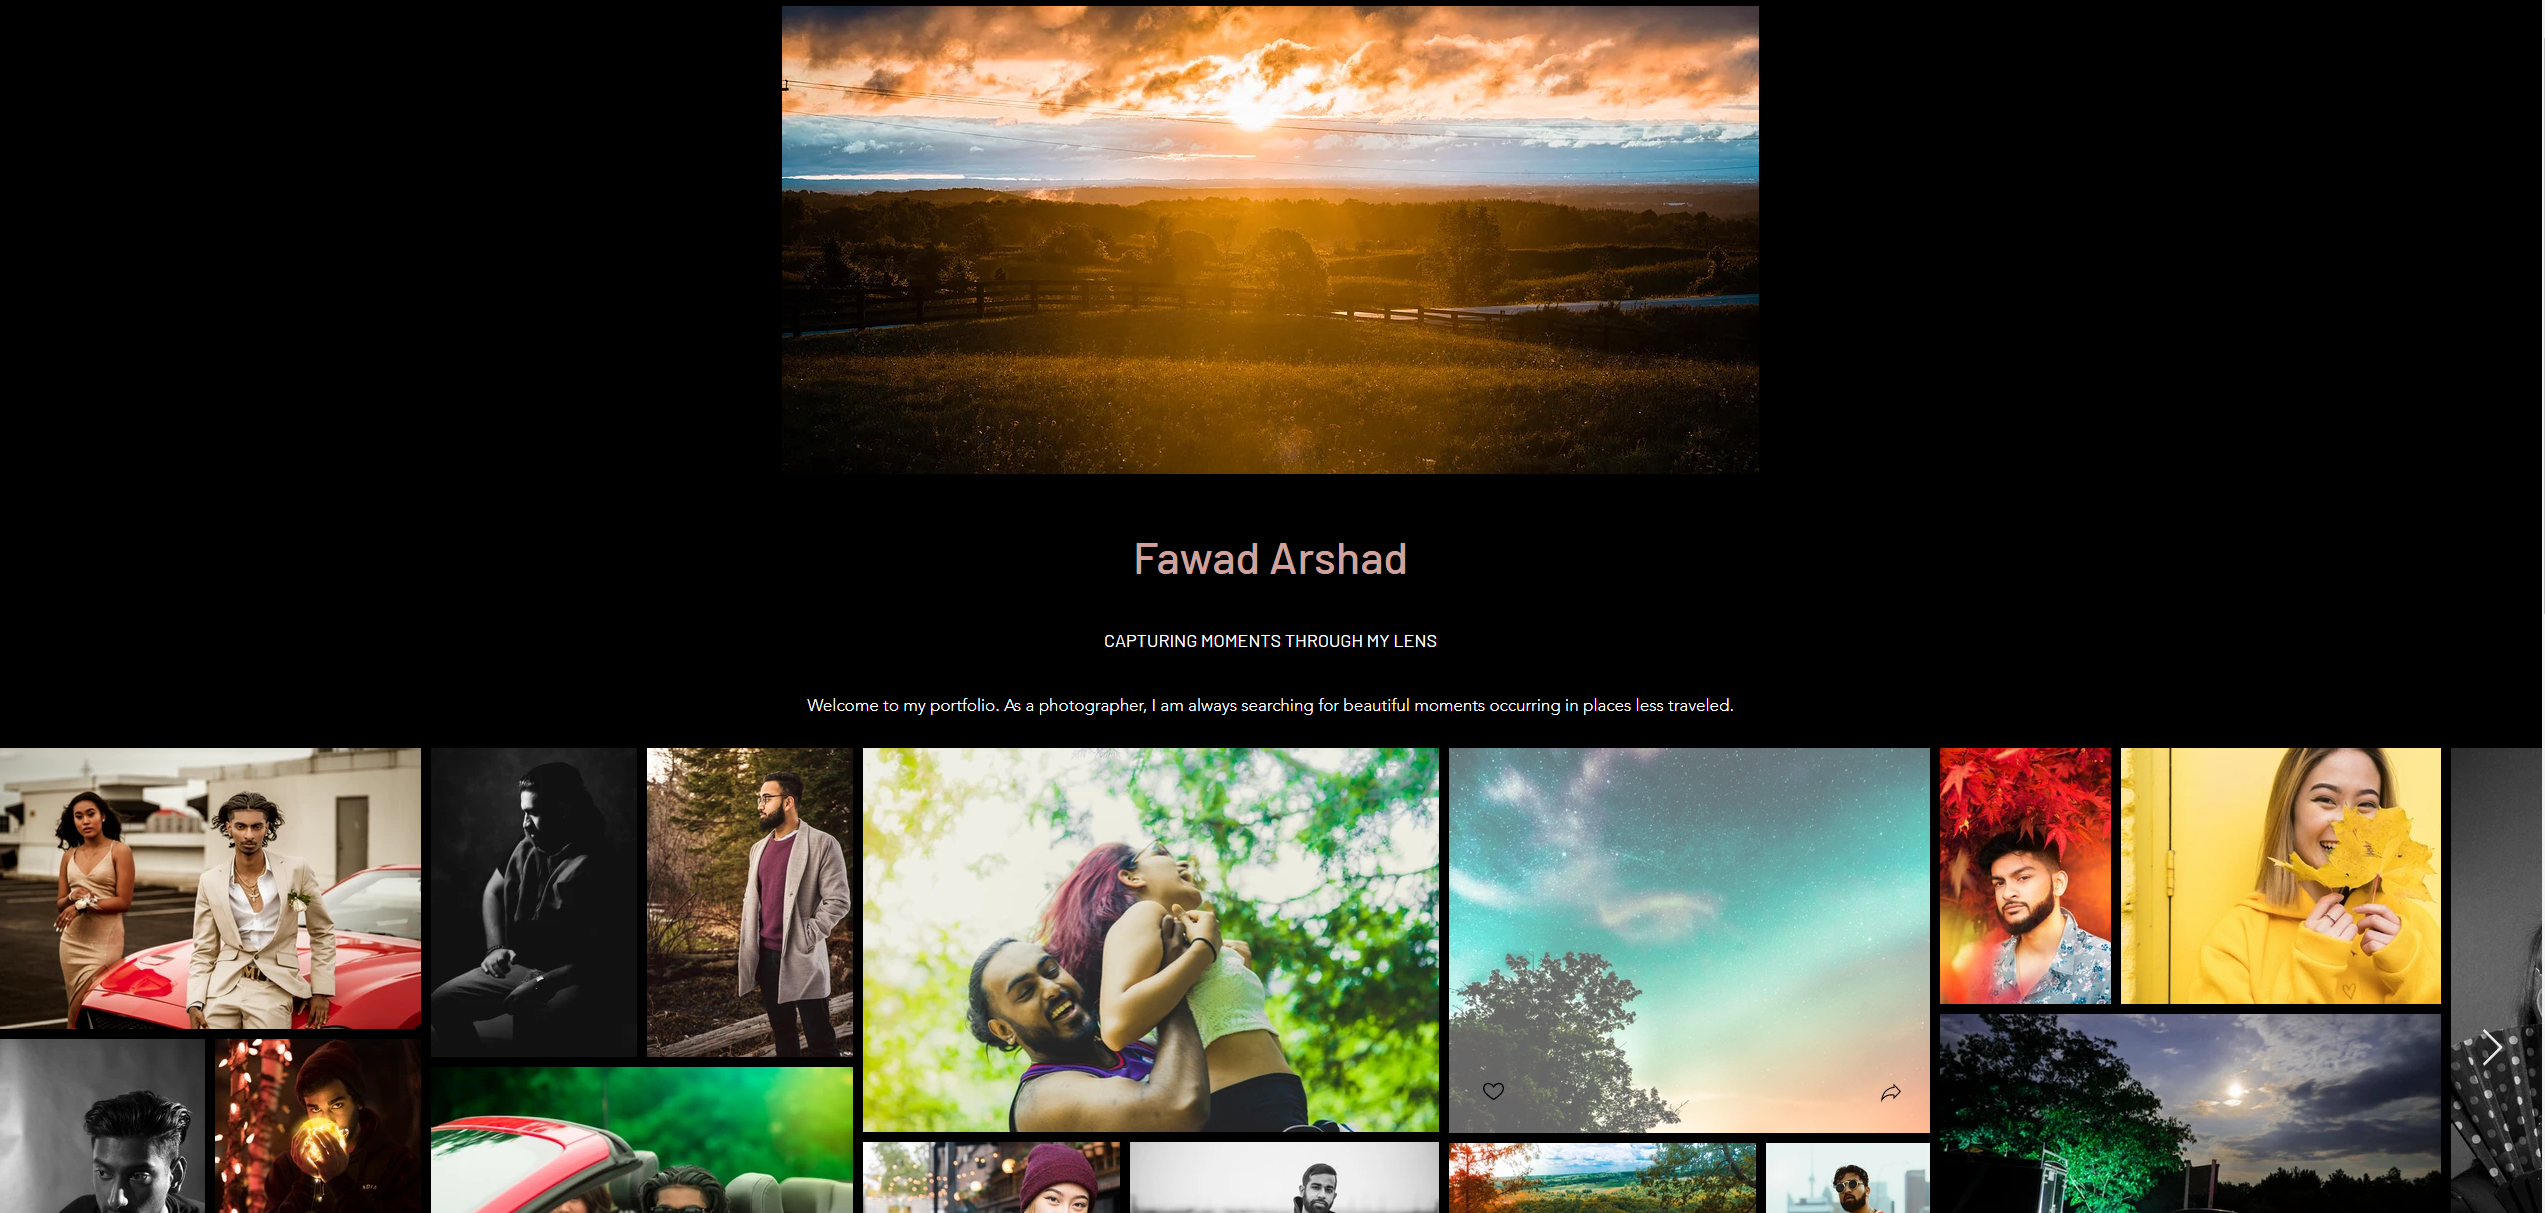 Fawad Arshad
CAPTURING MOMENTS THROUGH MY LENS
Welcome to my portfolio. As a photographer, I am always searching for beautiful moments occurring in places less traveled.